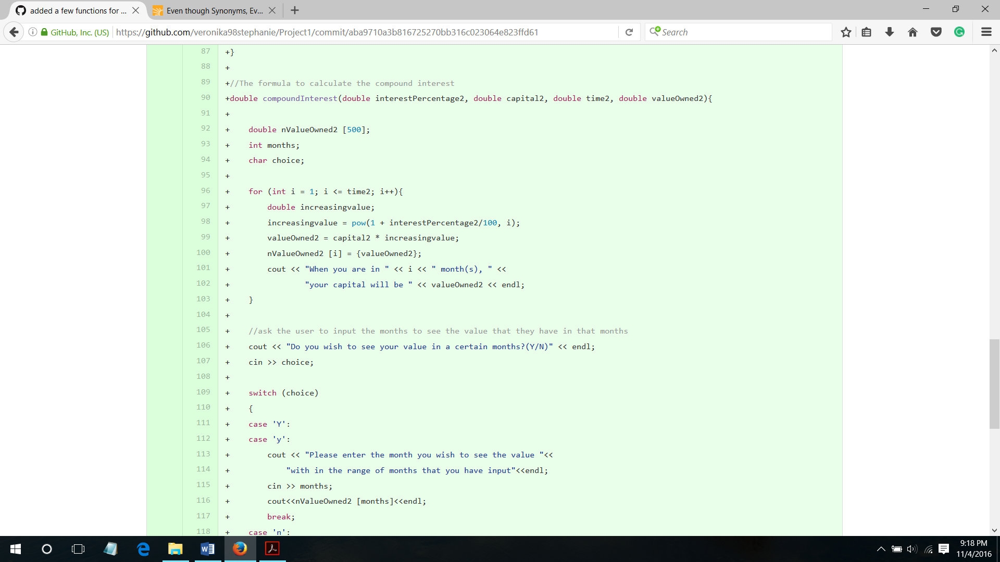 added a few functions for ...
Even though Synonyms, Ev...
GitHub, Inc. (US)
https://github.com/veronika98stephanie/Project1/commit/aba9710a3b816725270bb316c023064e823ffd61
Search
87 +}
88 +
89 +//The formula to calculate the compound interest
90 +double compoundInterest(double interestPercentage2, double capital2, double time2, double valueOwned2){
91 +
92 +    double nValueOwned2 [500];
93 +    int months;
94 +    char choice;
95 +
96 +    for (int i = 1; i <= time2; i++){
97 +        double increasingvalue;
98 +        increasingvalue = pow(1 + interestPercentage2/100, i);
99 +        valueOwned2 = capital2 * increasingvalue;
100 +        nValueOwned2 [i] = {valueOwned2};
101 +        cout << "When you are in " << i << " month(s), " <<
102 +                "your capital will be " << valueOwned2 << endl;
103 +    }
104 +
105 +    //ask the user to input the months to see the value that they have in that months
106 +    cout << "Do you wish to see your value in a certain months?(Y/N)" << endl;
107 +    cin >> choice;
108 +
109 +    switch (choice)
110 +    {
111 +    case 'Y':
112 +    case 'y':
113 +        cout << "Please enter the month you wish to see the value "<<
114 +            "with in the range of months that you have input"<<endl;
115 +        cin >> months;
116 +        cout<<nValueOwned2 [months]<<endl;
117 +        break;
118 +    case 'n':
9:18 PM
11/4/2016